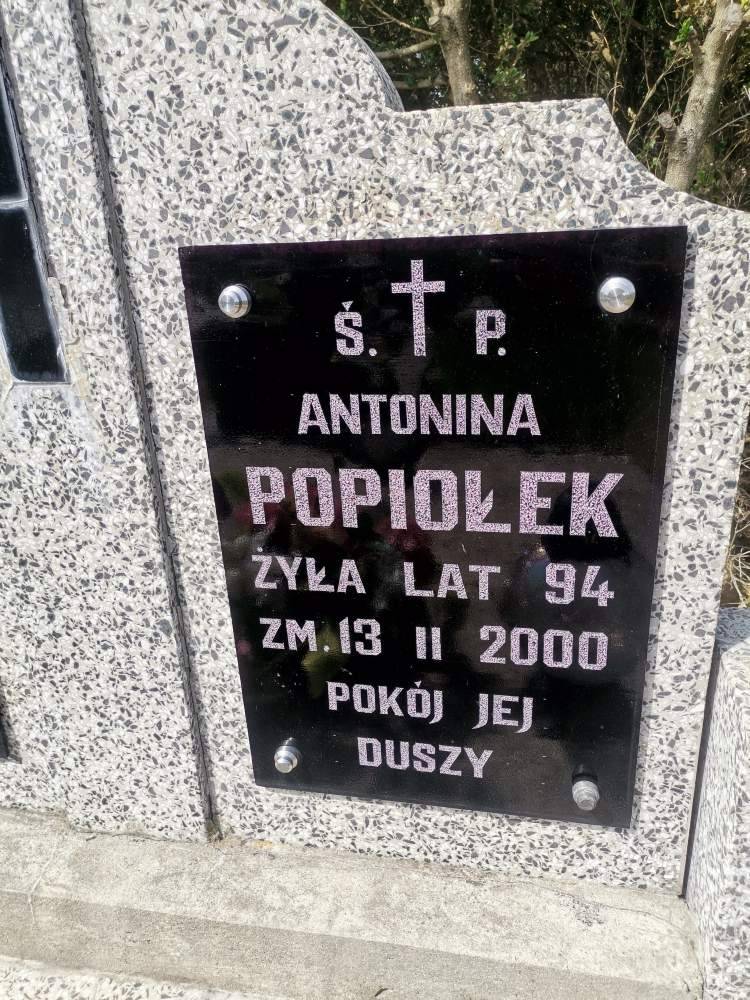 Ś. P.
ANTONINA
POPIOŁEK
ŻYŁA LAT 94
ZM. 13 II 2000
POKÓJ JEJ
DUSZY